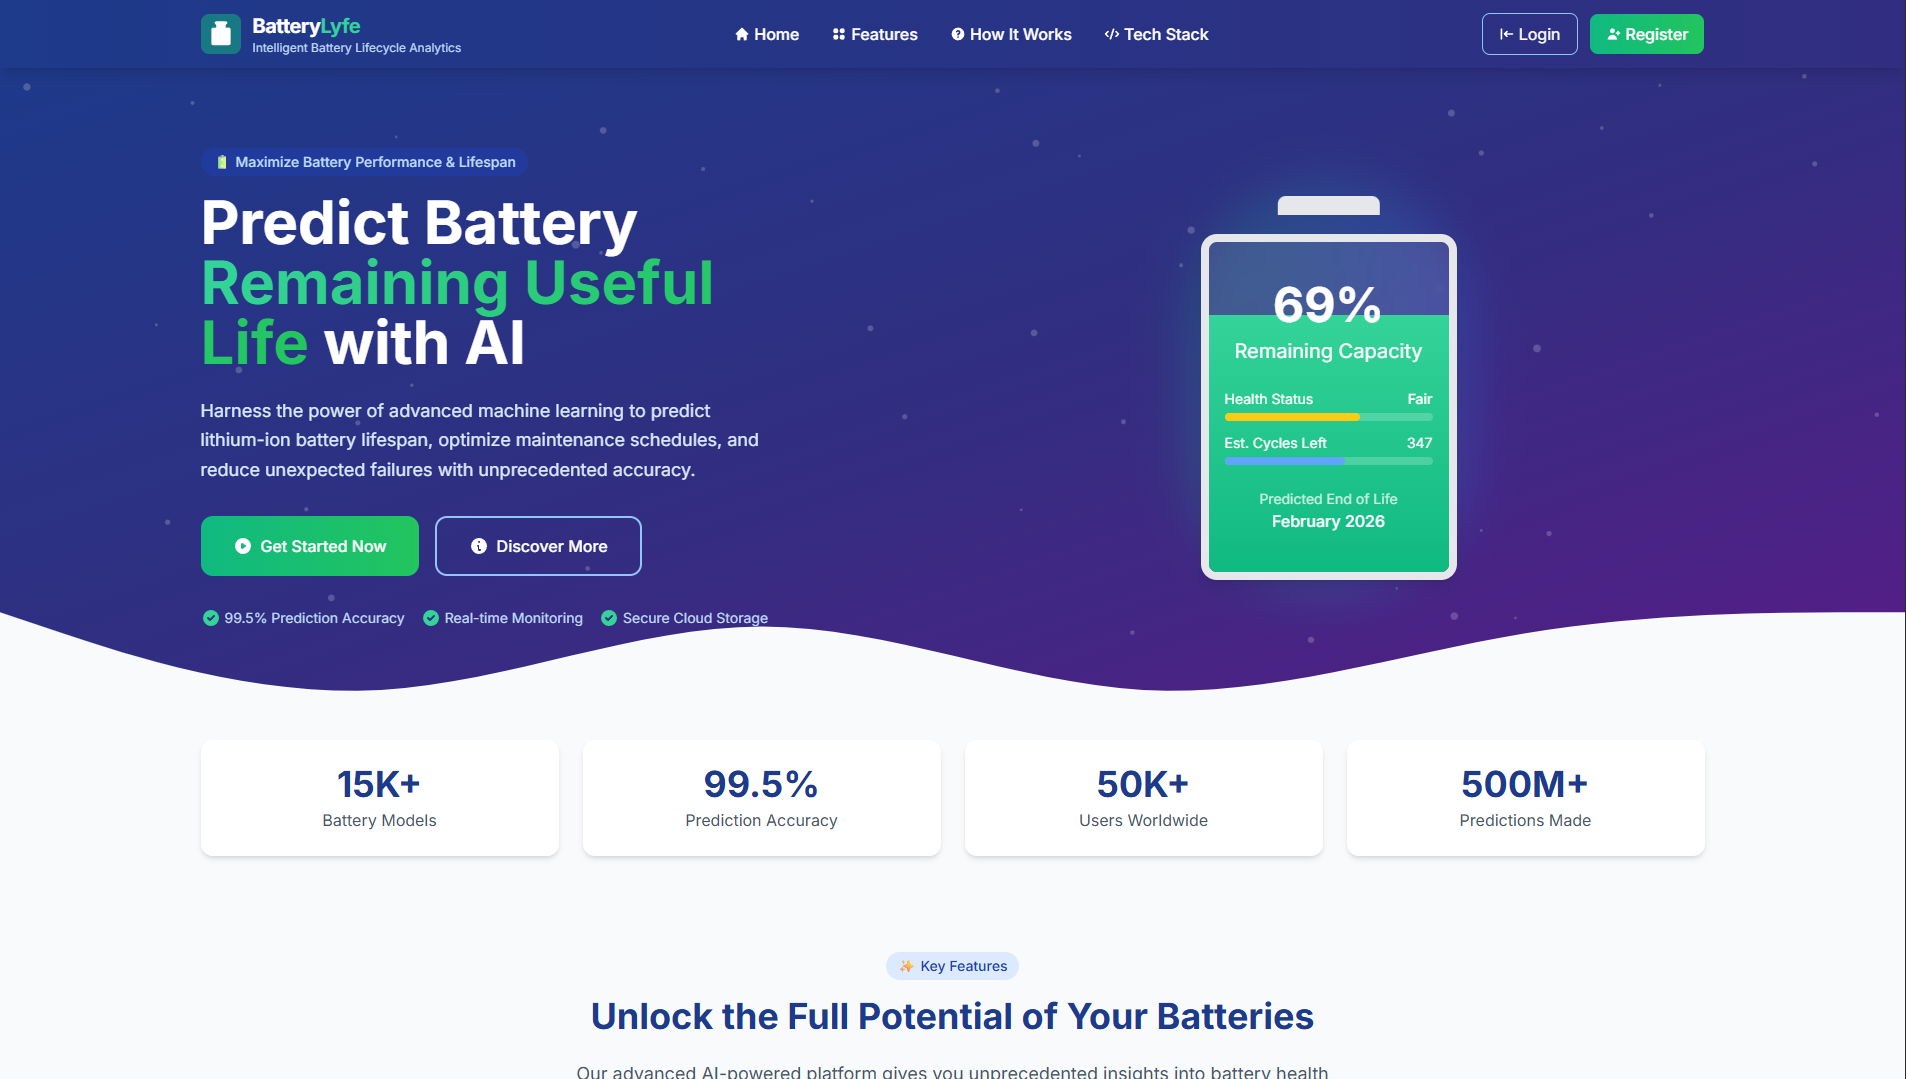 BatteryLyfe
Intelligent Battery Lifecycle Analytics
Home
Features
How It Works
Tech Stack
Login
Register
Maximize Battery Performance & Lifespan
Predict Battery
Remaining Useful
Life with AI
Harness the power of advanced machine learning to predict
lithium-ion battery lifespan, optimize maintenance schedules, and
reduce unexpected failures with unprecedented accuracy.
Get Started Now
Discover More
99.5% Prediction Accuracy
Real-time Monitoring
Secure Cloud Storage
69%
Remaining Capacity
Health Status Fair
Est. Cycles Left 347
Predicted End of Life
February 2026
15K+
Battery Models
99.5%
Prediction Accuracy
50K+
Users Worldwide
500M+
Predictions Made
Key Features
Unlock the Full Potential of Your Batteries
Our advanced AI-powered platform gives you unprecedented insights into battery health